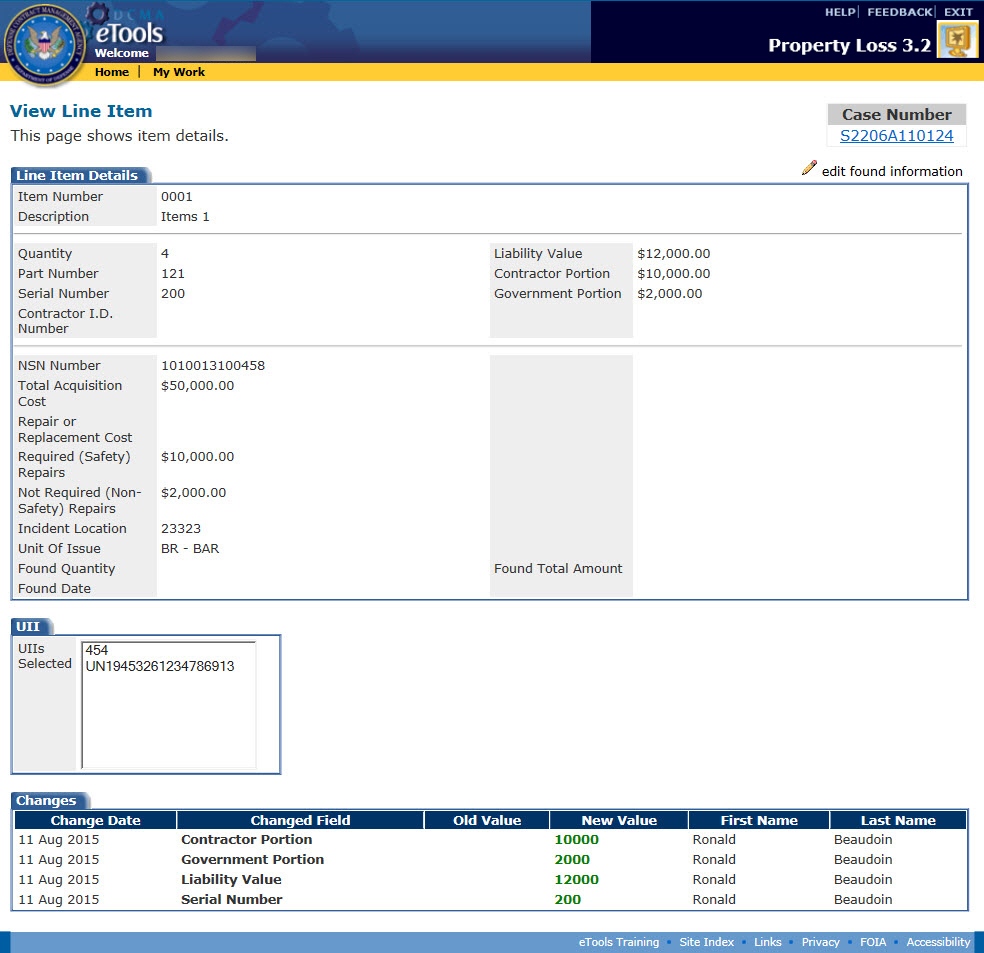 DCMA
eTools
Welcome
HELP | FEEDBACK | EXIT
Property Loss 3.2
Home | My Work
View Line Item
This page shows item details.
Case Number
S2206A110124
edit found information
Line Item Details
Item Number 0001
Description Items 1
Quantity 4 Liability Value $12,000.00
Part Number 121 Contractor Portion $10,000.00
Serial Number 200 Government Portion $2,000.00
Contractor I.D.
Number
NSN Number 1010013100458
Total Acquisition $50,000.00
Cost
Repair or
Replacement Cost
Required (Safety) $10,000.00
Repairs
Not Required (Non- $2,000.00
Safety) Repairs
Incident Location 23323
Unit Of Issue BR - BAR
Found Quantity Found Total Amount
Found Date
UII
UIIs
Selected
454
UN19453261234786913
Changes
Change Date Changed Field Old Value New Value First Name Last Name
11 Aug 2015 Contractor Portion 10000 Ronald Beaudoin
11 Aug 2015 Government Portion 2000 Ronald Beaudoin
11 Aug 2015 Liability Value 12000 Ronald Beaudoin
11 Aug 2015 Serial Number 200 Ronald Beaudoin
eTools Training • Site Index • Links • Privacy • FOIA • Accessibility